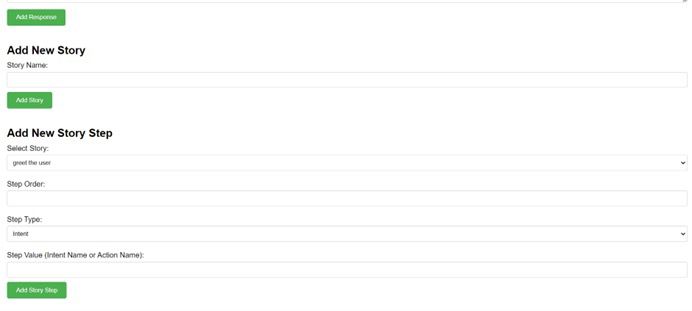 Add Response
Add New Story
Story Name:
Add Story
Add New Story Step
Select Story:
greet the user
Step Order:
Step Type:
Intent
Step Value (Intent Name or Action Name):
Add Story Step